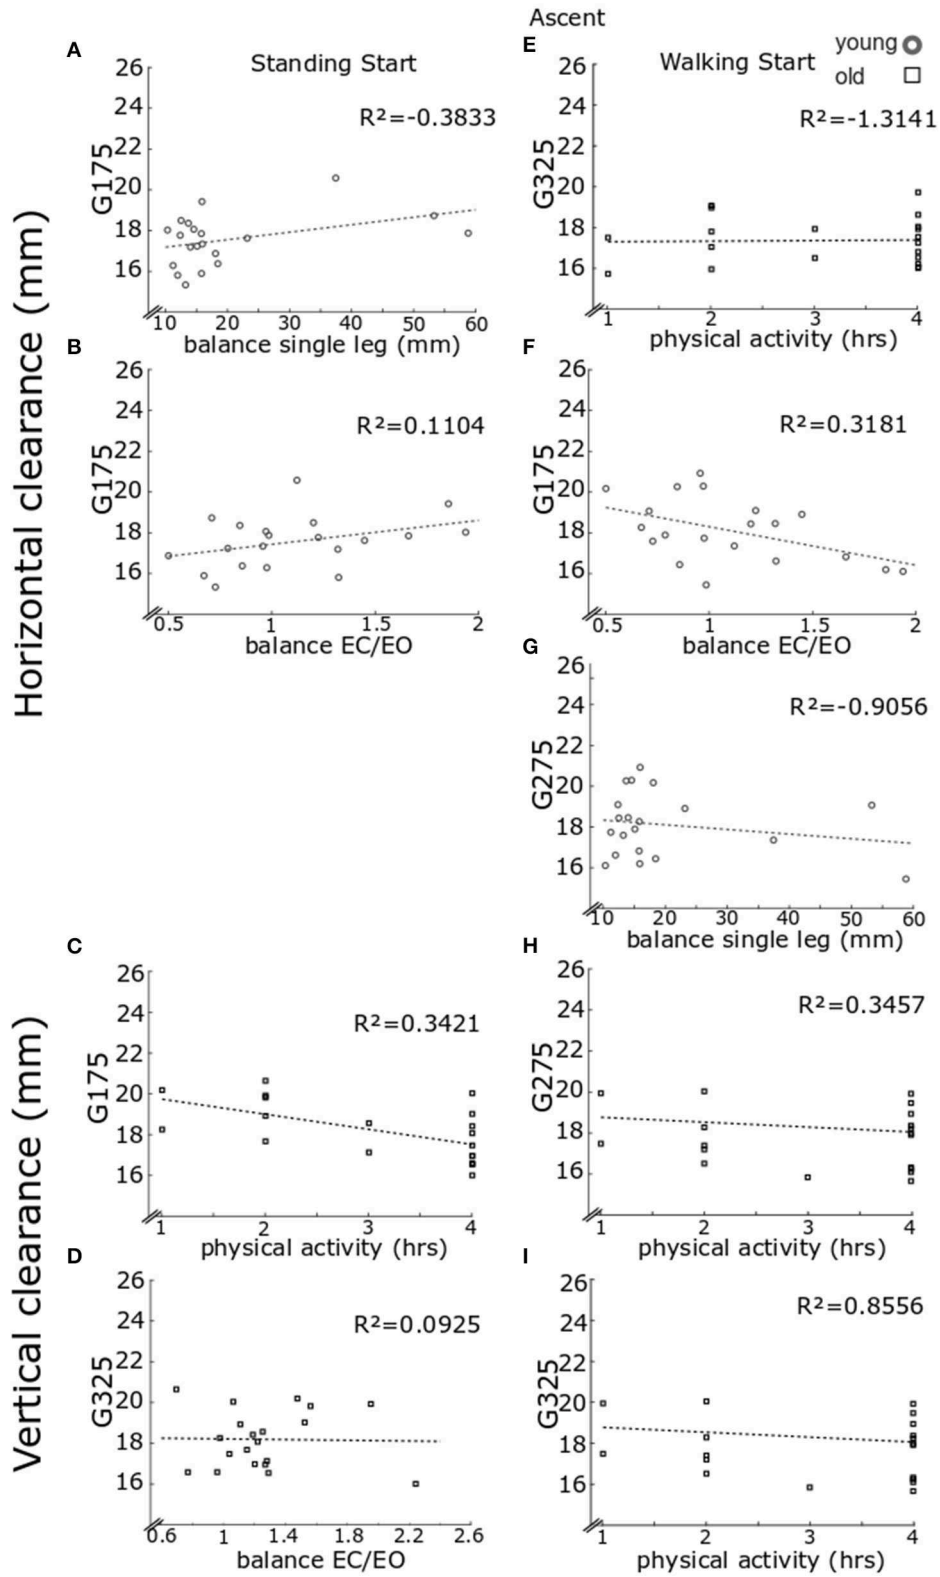 Ascent
young
old
Horizontal clearance (mm)
Vertical clearance (mm)
A
Standing Start
R²=-0.3833
G175
26
24
22
20
18
16
10 20 30 40 50 60
balance single leg (mm)
E
Walking Start
R²=-1.3141
G325
26
24
22
20
18
16
1 2 3 4
physical activity (hrs)
B
R²=0.1104
G175
26
24
22
20
18
16
0.5 1 1.5 2
balance EC/EO
F
R²=0.3181
G175
26
24
22
20
18
16
0.5 1 1.5 2
balance EC/EO
G
R²=-0.9056
G275
26
24
22
20
18
16
10 20 30 40 50 60
balance single leg (mm)
C
R²=0.3421
G175
26
24
22
20
18
16
1 2 3 4
physical activity (hrs)
H
R²=0.3457
G275
26
24
22
20
18
16
1 2 3 4
physical activity (hrs)
D
R²=0.0925
G325
26
24
22
20
18
16
0.6 1 1.4 1.8 2.2 2.6
balance EC/EO
I
R²=0.8556
G325
26
24
22
20
18
16
1 2 3 4
physical activity (hrs)